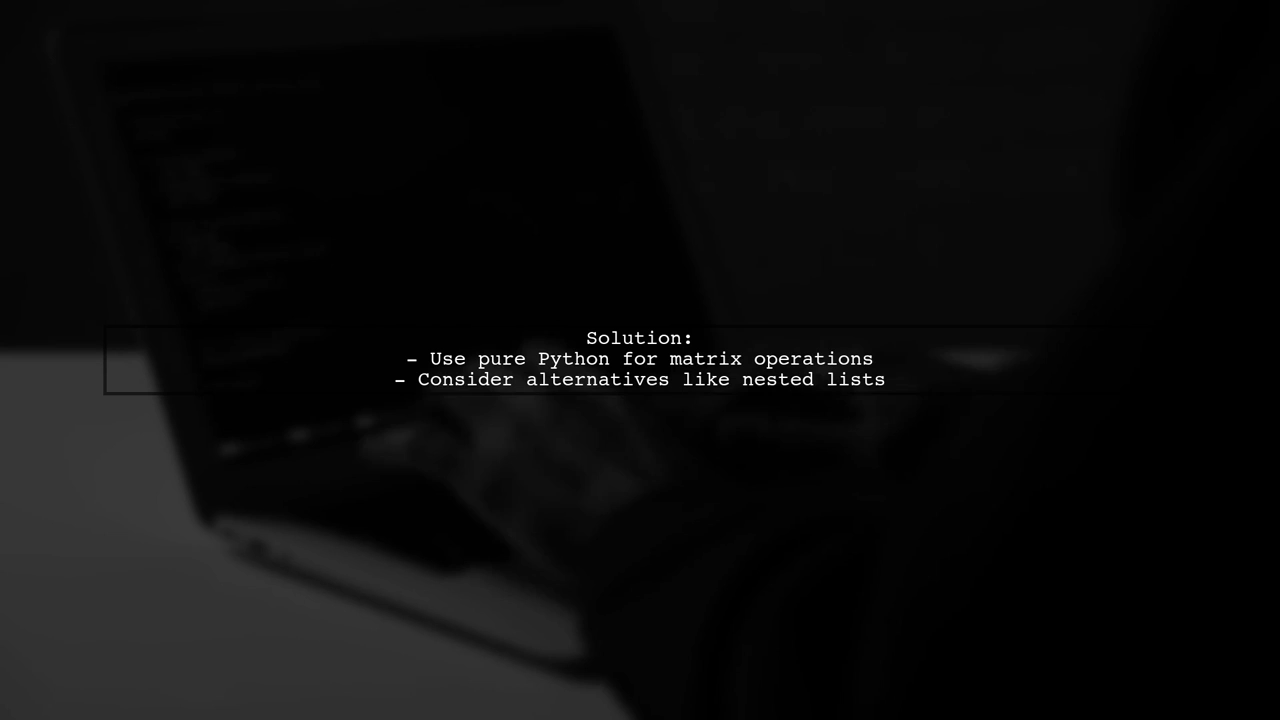 Solution:
– Use pure Python for matrix operations
– Consider alternatives like nested lists